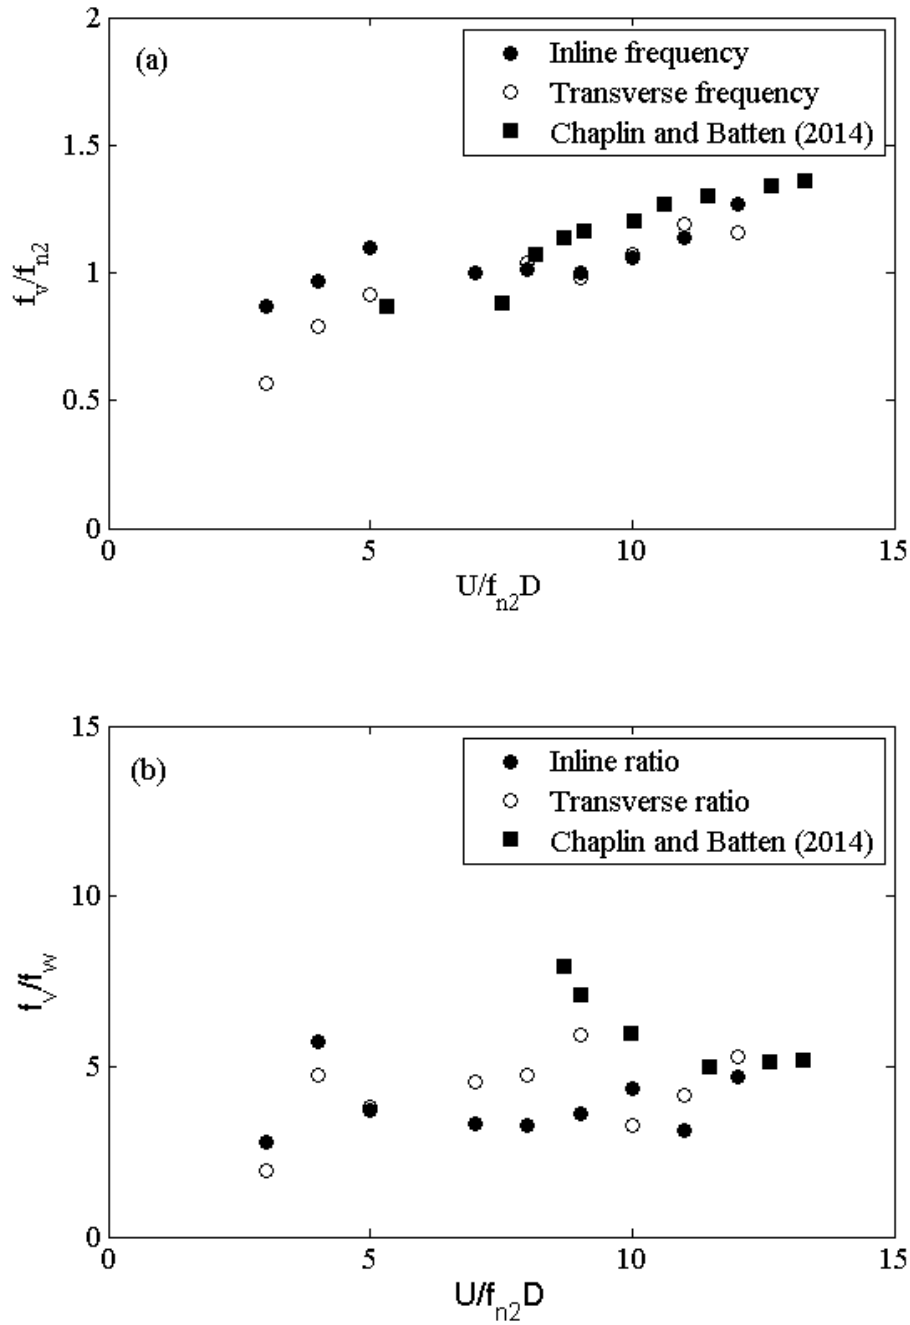 2
(a)
Inline frequency
Transverse frequency
Chaplin and Batten (2014)
1.5
1
0.5
0
f_v/f_n2
0 5 10 15
U/f_n2D
15
(b)
Inline ratio
Transverse ratio
Chaplin and Batten (2014)
10
5
0
f_v/f_w
0 5 10 15
U/f_n2D